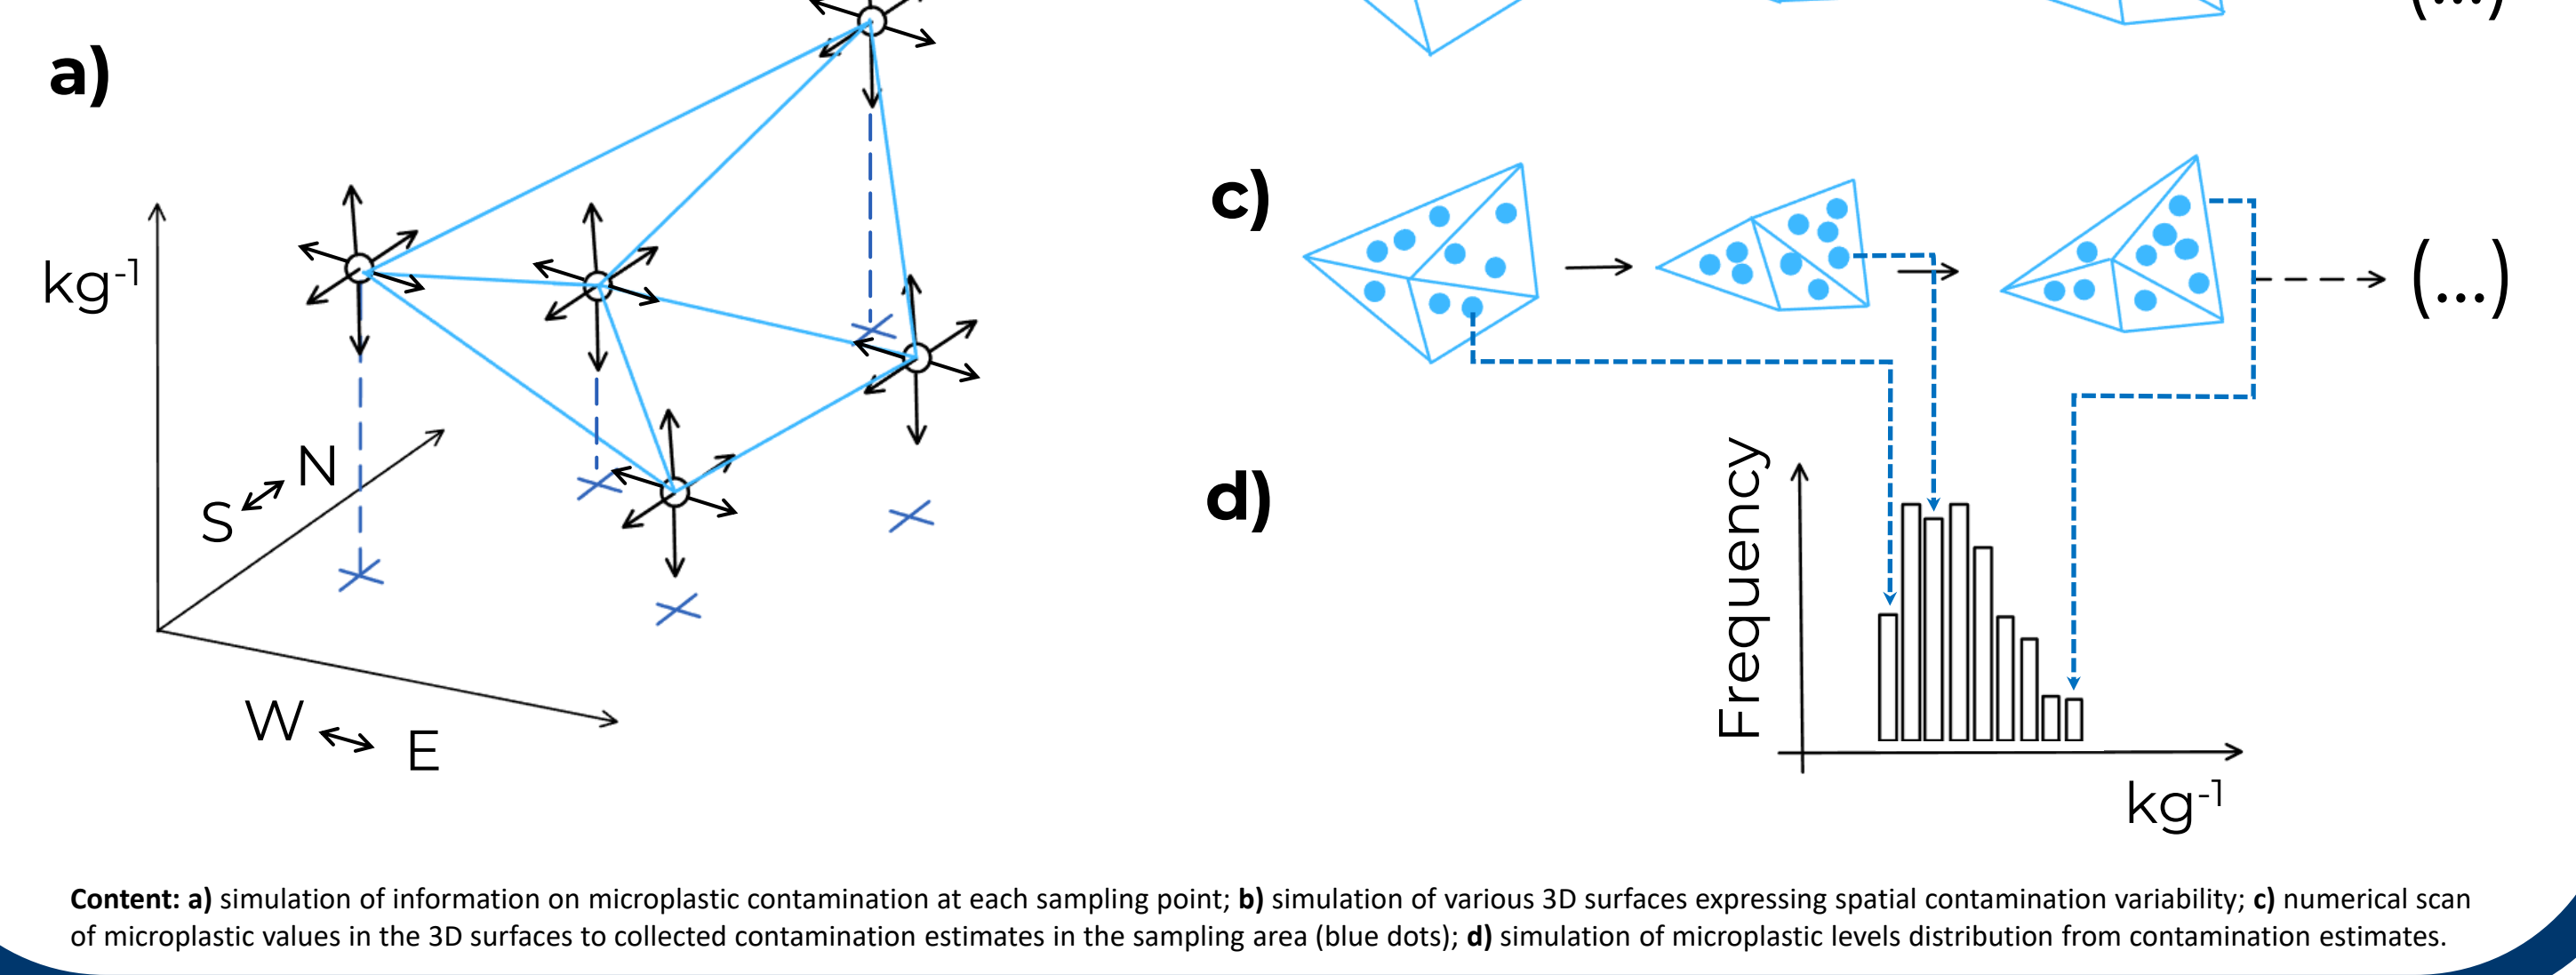 a)
kg-1
S
N
W
E
(...)
c)
(...)
d)
Frequency
kg-1
Content: a) simulation of information on microplastic contamination at each sampling point; b) simulation of various 3D surfaces expressing spatial contamination variability; c) numerical scan
of microplastic values in the 3D surfaces to collected contamination estimates in the sampling area (blue dots); d) simulation of microplastic levels distribution from contamination estimates.